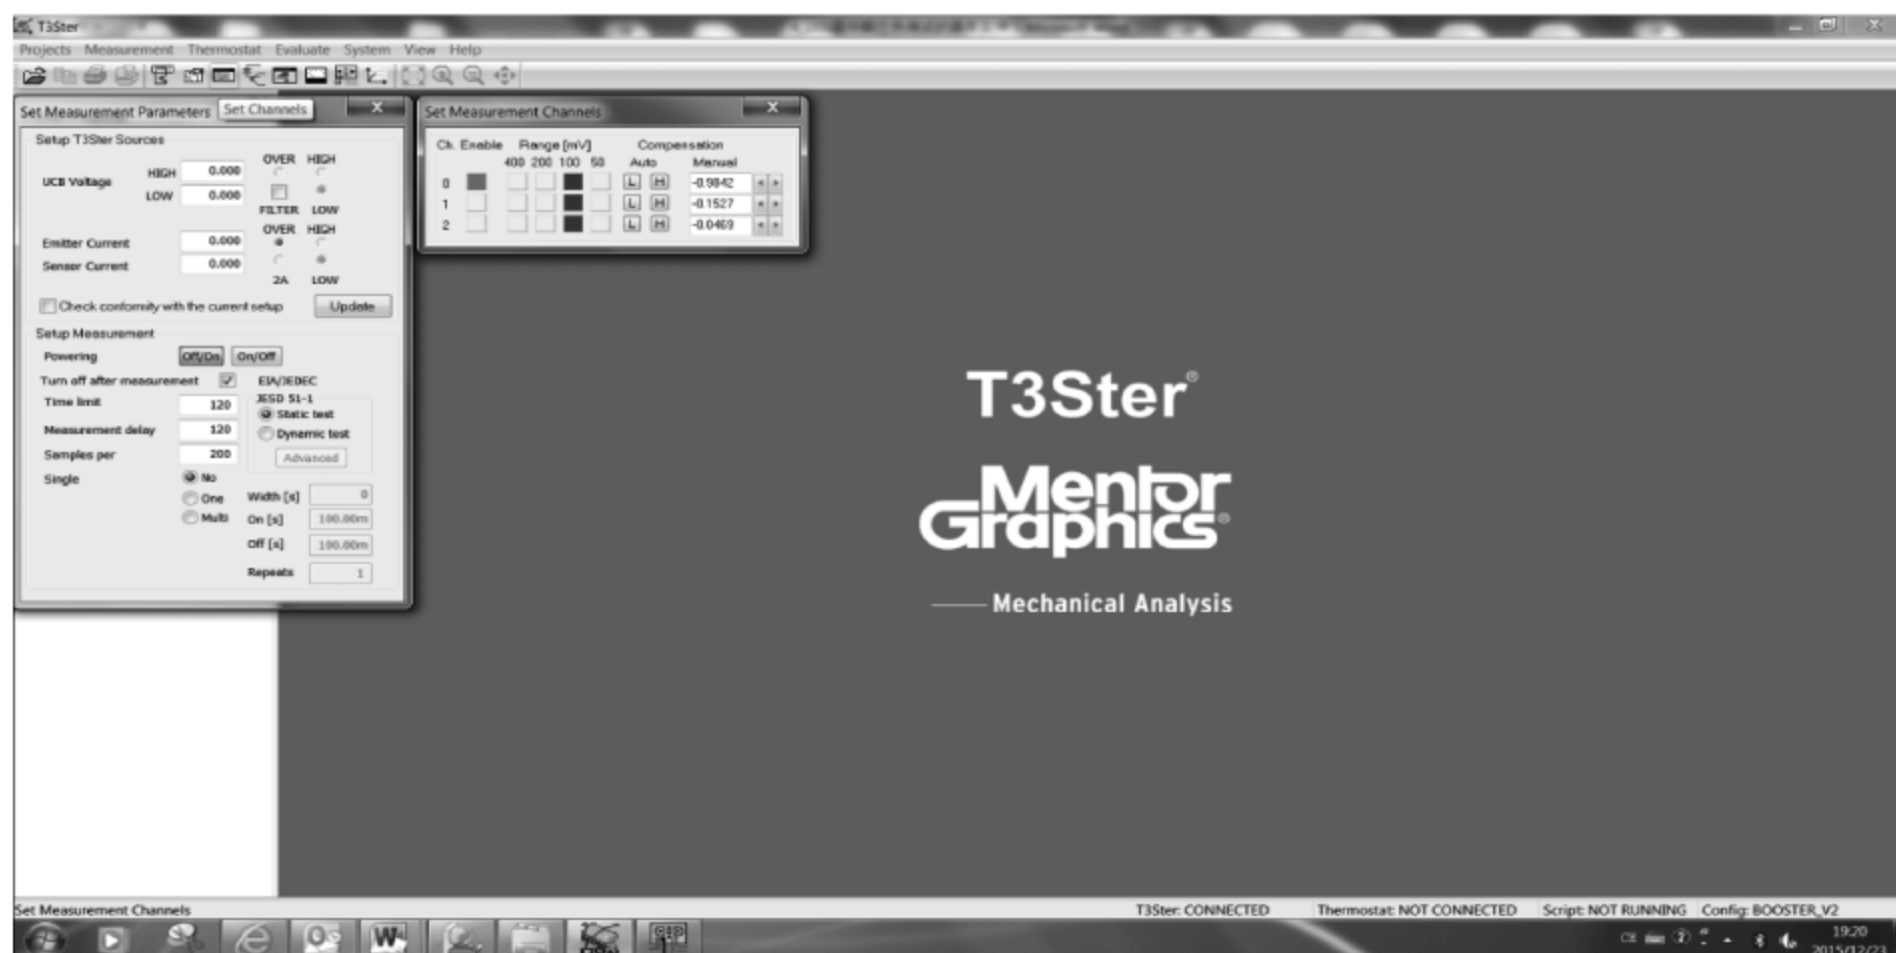 T3Ster
Projects Measurement Thermostat Evaluate System View Help
Set Measurement Parameters
Set Channels
Setup T3Ster Sources
OVER HIGH
UCB Voltage
HIGH 0.000
LOW 0.000
FILTER LOW
OVER HIGH
Emitter Current 0.000
Sensor Current 0.000
2A LOW
Check conformity with the current setup Update
Setup Measurement
Powering Off/On On/Off
Turn off after measurement EIA/JEDEC
JESD 51-1
Time limit 120 Static test
Measurement delay 120 Dynamic test
Samples per 200 Advanced
Single No
One Width [s] 0
Multi On [s] 100.00m
Off [s] 100.00m
Repeats 1
Set Measurement Channels
Ch. Enable Range [mV] Compensation
400 200 100 50 Auto Manual
0 L H -0.9842
1 L H -0.1527
2 L H -0.0469
T3Ster®
Mentor
Graphics®
Mechanical Analysis
Set Measurement Channels T3Ster: CONNECTED Thermostat: NOT CONNECTED Script: NOT RUNNING Config: BOOSTER_V2
CH 19:20
2015/12/23